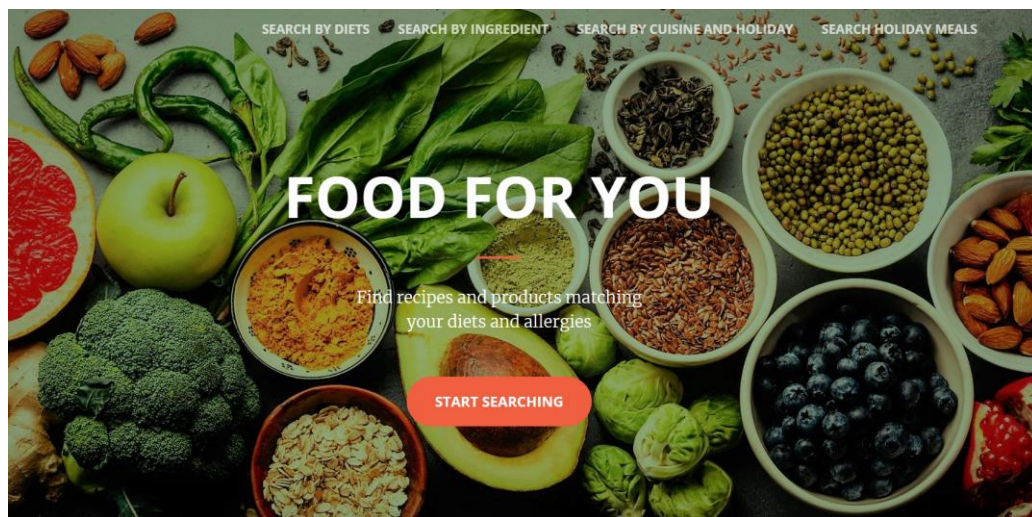 SEARCH BY DIETS SEARCH BY INGREDIENT SEARCH BY CUISINE AND HOLIDAY SEARCH HOLIDAY MEALS
FOOD FOR YOU
Find recipes and products matching
your diets and allergies
START SEARCHING